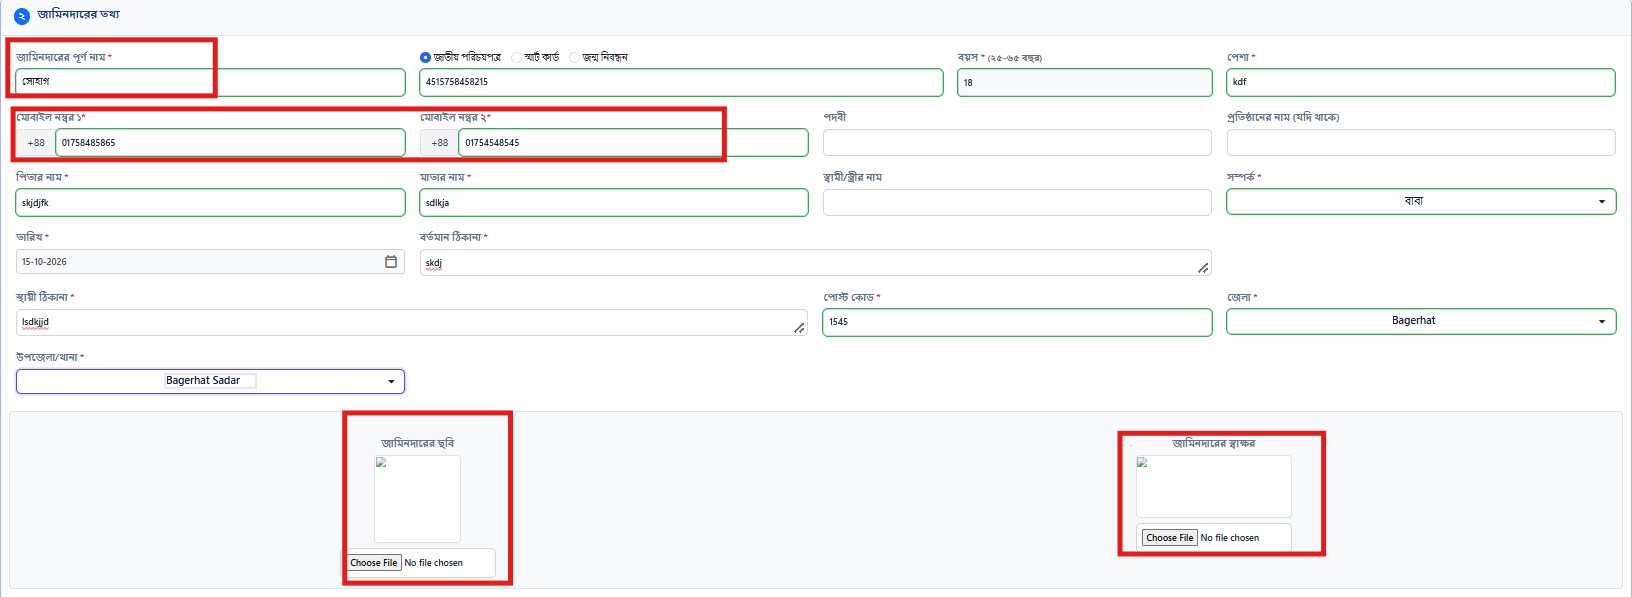 ২ জামিনদারের তথ্য
জামিনদারের পূর্ণ নাম *
সোহাগ
জাতীয় পরিচয়পত্র স্মার্ট কার্ড জন্ম নিবন্ধন
4515758458215
বয়স * (২৫-৬৫ বছর)
18
পেশা *
kdf
মোবাইল নম্বর ১*
+88 01758485865
মোবাইল নম্বর ২*
+88 01754548545
পদবী
প্রতিষ্ঠানের নাম (যদি থাকে)
পিতার নাম *
skjdjfk
মাতার নাম *
sdlkja
স্বামী/স্ত্রীর নাম
সম্পর্ক *
বাবা
তারিখ *
15-10-2026
বর্তমান ঠিকানা *
skdj
স্থায়ী ঠিকানা *
lsdkjjd
পোস্ট কোড *
1545
জেলা *
Bagerhat
উপজেলা/থানা *
Bagerhat Sadar
জামিনদারের ছবি
Choose File No file chosen
জামিনদারের স্বাক্ষর
Choose File No file chosen